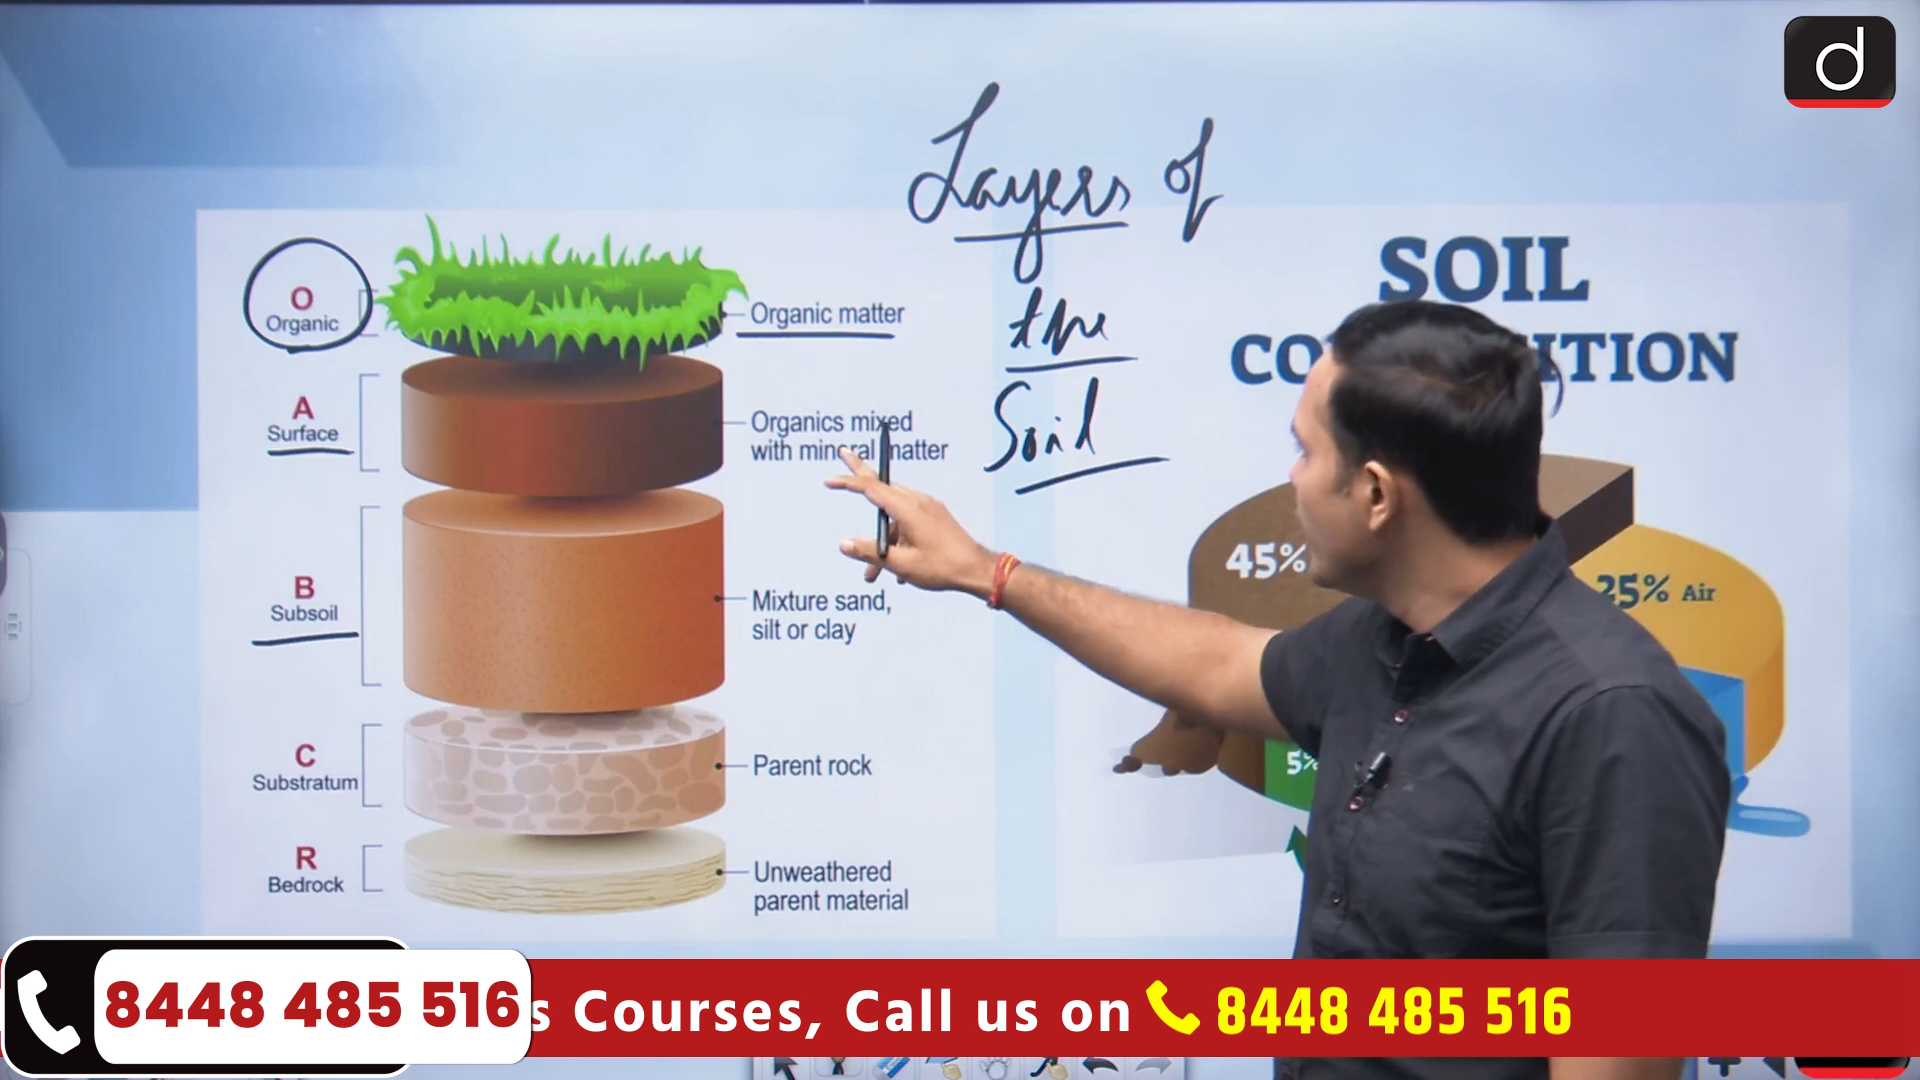 d
Layers of
the
Soil
O
Organic
Organic matter
A
Surface
Organics mixed
with mineral matter
B
Subsoil
Mixture sand,
silt or clay
C
Substratum
Parent rock
R
Bedrock
Unweathered
parent material
SOIL
45%
25% Air
5%
8448 485 516
s Courses, Call us on 8448 485 516